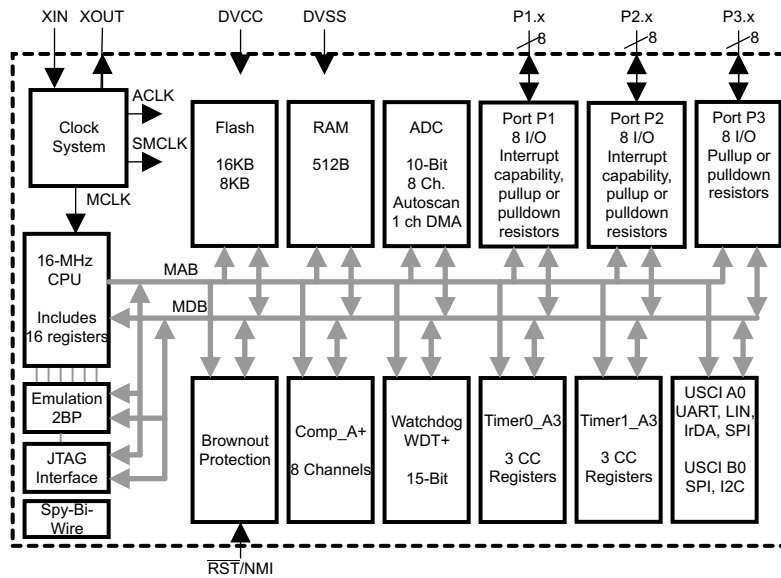 XIN XOUT DVCC DVSS P1.x P2.x P3.x
8 8 8
ACLK
Clock
System
SMCLK
MCLK
Flash
16KB
8KB
RAM
512B
ADC
10-Bit
8 Ch.
Autoscan
1 ch DMA
Port P1
8 I/O
Interrupt
capability,
pullup or
pulldown
resistors
Port P2
8 I/O
Interrupt
capability,
pullup or
pulldown
resistors
Port P3
8 I/O
Pullup or
pulldown
resistors
16-MHz
CPU
Includes
16 registers
MAB
MDB
Emulation
2BP
JTAG
Interface
Spy-Bi-
Wire
Brownout
Protection
Comp_A+
8 Channels
Watchdog
WDT+
15-Bit
Timer0_A3
3 CC
Registers
Timer1_A3
3 CC
Registers
USCI A0
UART, LIN,
IrDA, SPI
USCI B0
SPI, I2C
RST/NMI